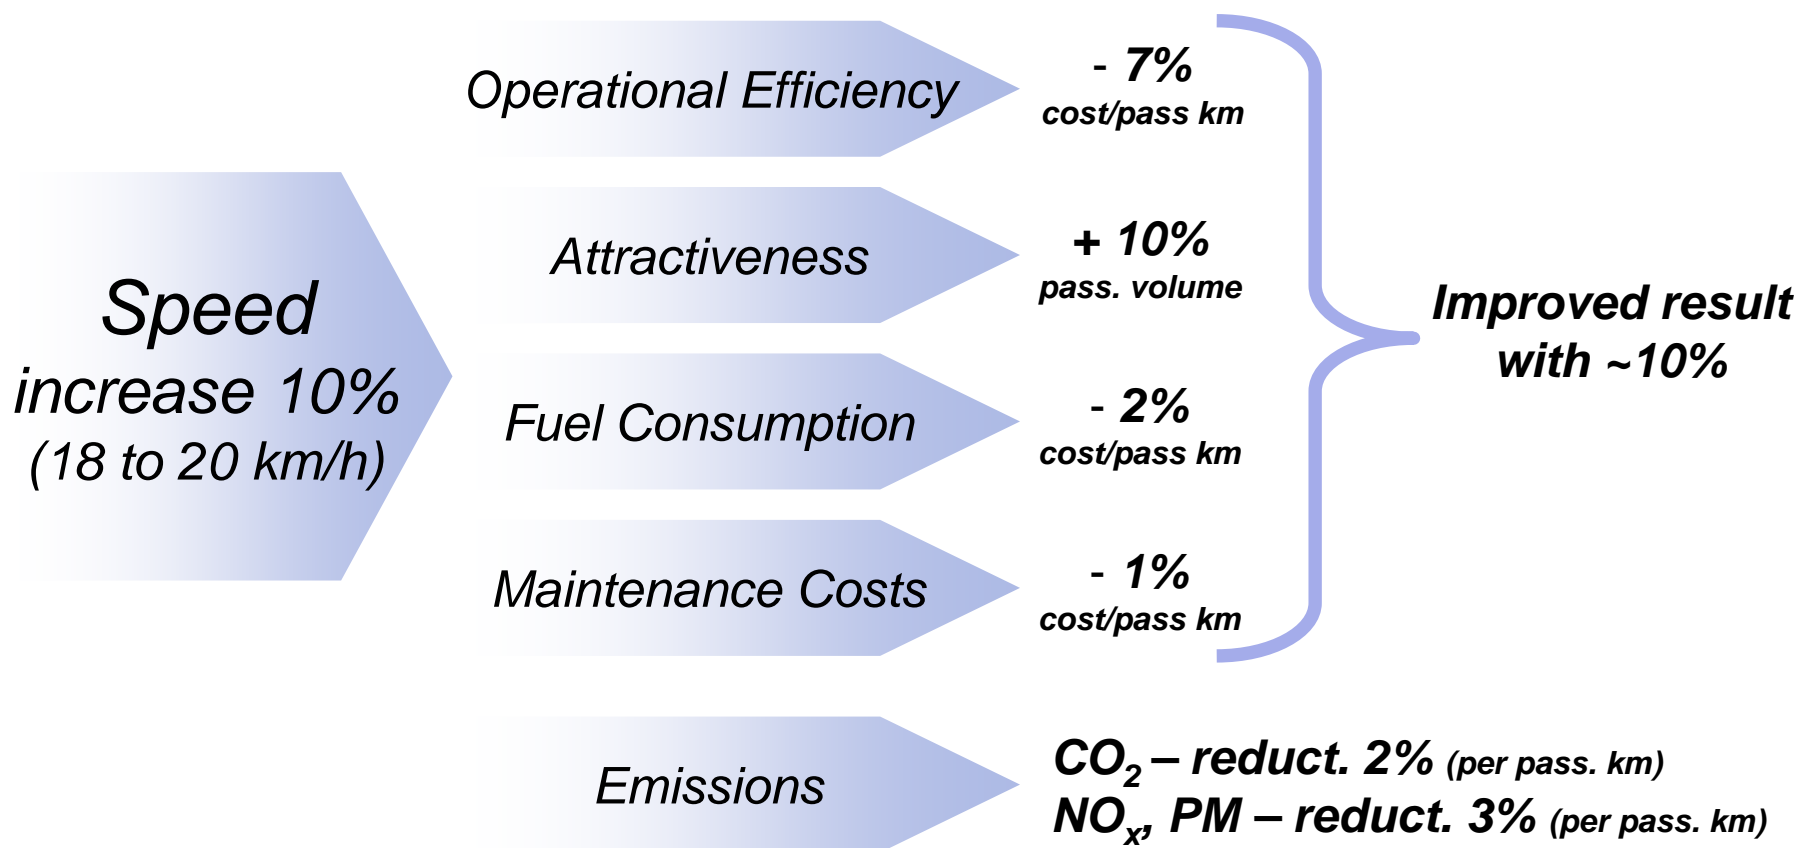 Speed
increase 10%
(18 to 20 km/h)
Operational Efficiency
- 7%
cost/pass km
Attractiveness
+ 10%
pass. volume
Fuel Consumption
- 2%
cost/pass km
Maintenance Costs
- 1%
cost/pass km
Improved result
with ~10%
Emissions
CO₂ – reduct. 2% (per pass. km)
NOₓ, PM – reduct. 3% (per pass. km)